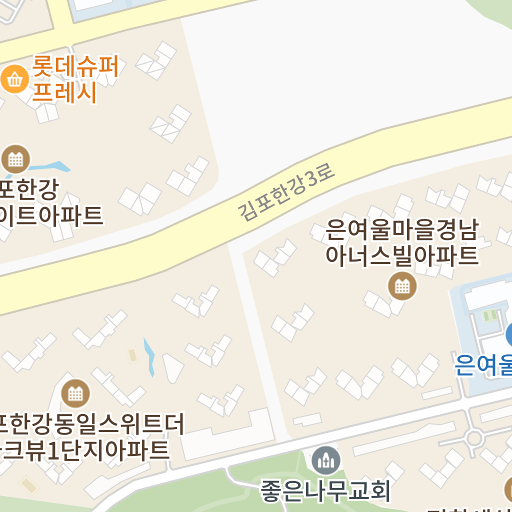 롯데슈퍼
프레시
포한강
이트아파트
김포한강3로
은여울마을경남
아너스빌아파트
은여울
포한강동일스위트더
크뷰1단지아파트
좋은나무교회